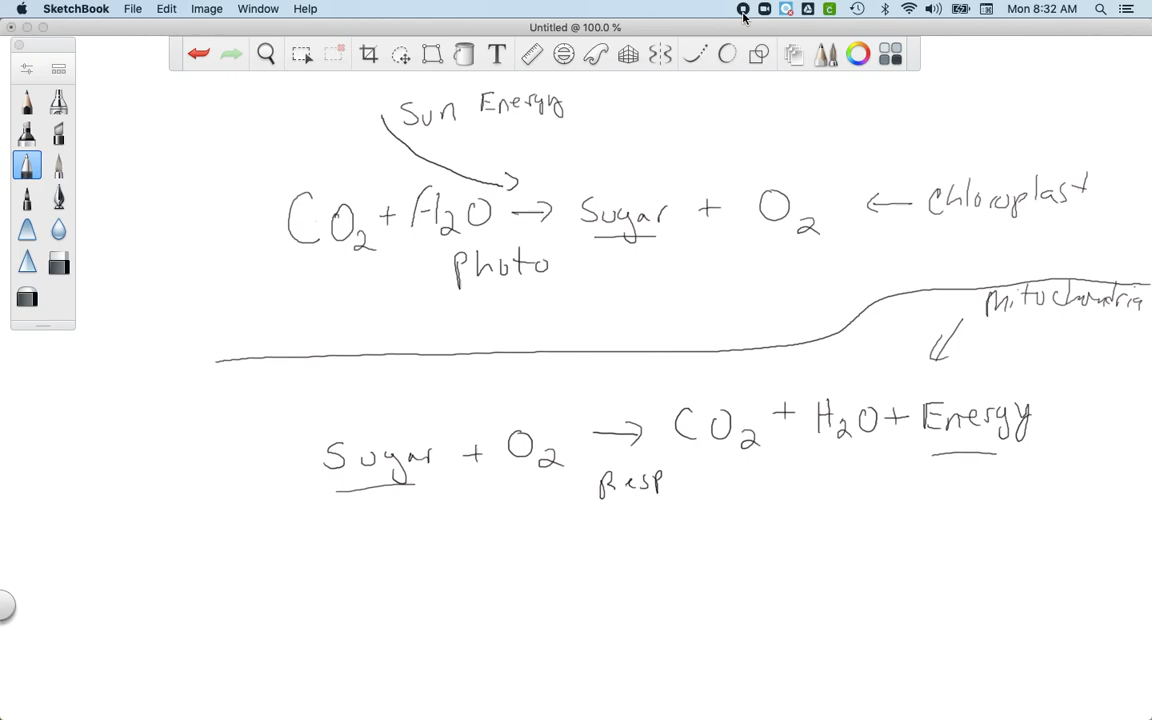 SketchBook File Edit Image Window Help Mon 8:32 AM
Untitled @ 100.0 %
Sun Energy
CO2 + H2O → Sugar + O2 ← Chloroplast
photo
Mitochondria
Sugar + O2 → CO2 + H2O + Energy
Resp